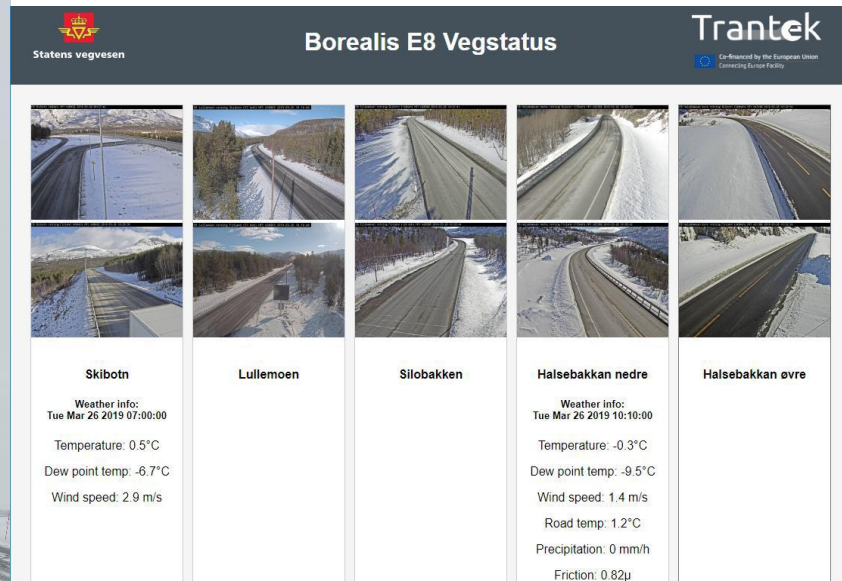 Statens vegvesen
Borealis E8 Vegstatus
Trantek
Co-financed by the European Union
Connecting Europe Facility
Skibotn
Weather info:
Tue Mar 26 2019 07:00:00
Temperature: 0.5°C
Dew point temp: -6.7°C
Wind speed: 2.9 m/s
Lullemoen
Silobakken
Halsebakkan nedre
Weather info:
Tue Mar 26 2019 10:10:00
Temperature: -0.3°C
Dew point temp: -9.5°C
Wind speed: 1.4 m/s
Road temp: 1.2°C
Precipitation: 0 mm/h
Friction: 0.82µ
Halsebakkan øvre